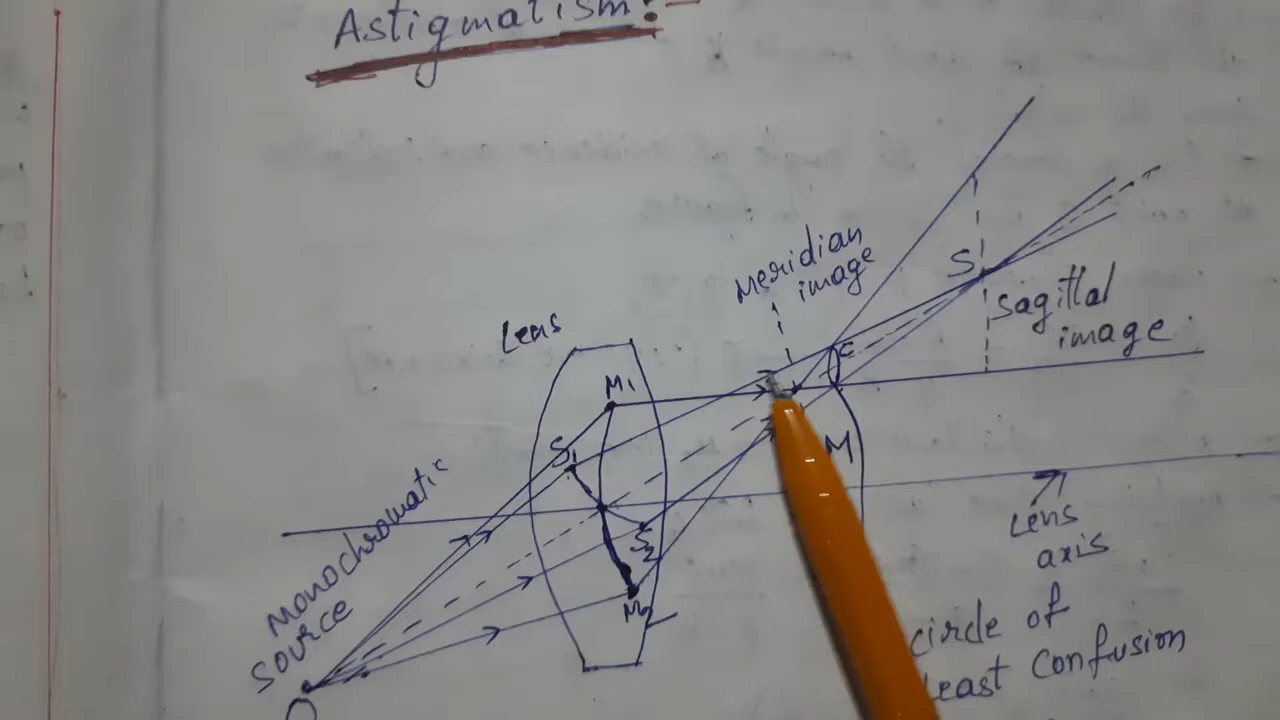 Astigmatism:-
Meridian
image
S'
Sagittal
image
Lens
M1
C
S1
M
Monochromatic
source
S2
Lens
axis
M2
circle of
Least Confusion
O